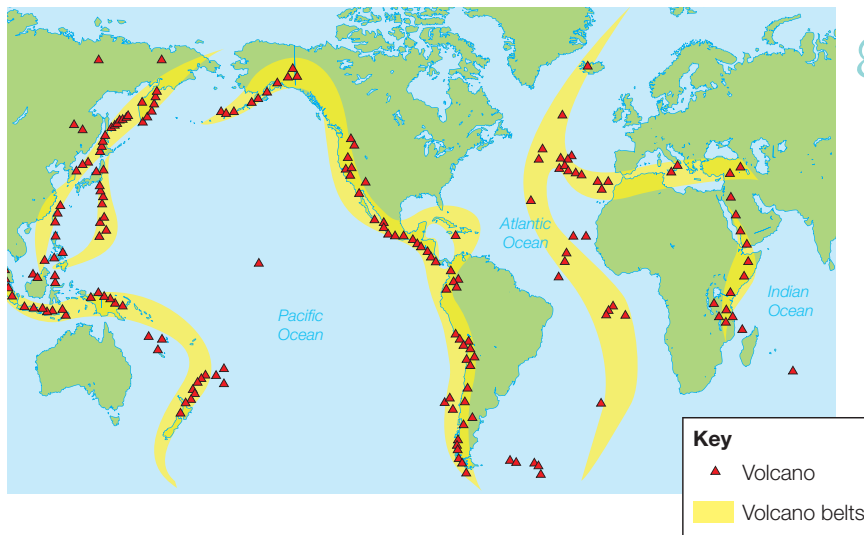 Atlantic
Ocean
Pacific
Ocean
Indian
Ocean
Key
Volcano
Volcano belts